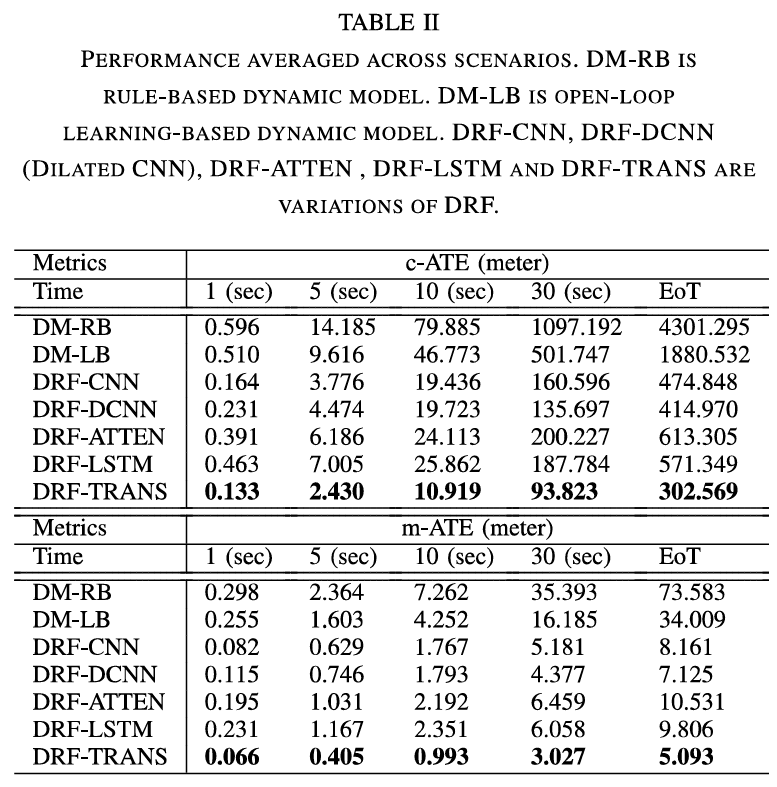 TABLE II
PERFORMANCE AVERAGED ACROSS SCENARIOS. DM-RB IS
RULE-BASED DYNAMIC MODEL. DM-LB IS OPEN-LOOP
LEARNING-BASED DYNAMIC MODEL. DRF-CNN, DRF-DCNN
(DILATED CNN), DRF-ATTEN , DRF-LSTM AND DRF-TRANS ARE
VARIATIONS OF DRF.
Metrics c-ATE (meter)
Time 1 (sec) 5 (sec) 10 (sec) 30 (sec) EoT
DM-RB 0.596 14.185 79.885 1097.192 4301.295
DM-LB 0.510 9.616 46.773 501.747 1880.532
DRF-CNN 0.164 3.776 19.436 160.596 474.848
DRF-DCNN 0.231 4.474 19.723 135.697 414.970
DRF-ATTEN 0.391 6.186 24.113 200.227 613.305
DRF-LSTM 0.463 7.005 25.862 187.784 571.349
DRF-TRANS 0.133 2.430 10.919 93.823 302.569
Metrics m-ATE (meter)
Time 1 (sec) 5 (sec) 10 (sec) 30 (sec) EoT
DM-RB 0.298 2.364 7.262 35.393 73.583
DM-LB 0.255 1.603 4.252 16.185 34.009
DRF-CNN 0.082 0.629 1.767 5.181 8.161
DRF-DCNN 0.115 0.746 1.793 4.377 7.125
DRF-ATTEN 0.195 1.031 2.192 6.459 10.531
DRF-LSTM 0.231 1.167 2.351 6.058 9.806
DRF-TRANS 0.066 0.405 0.993 3.027 5.093